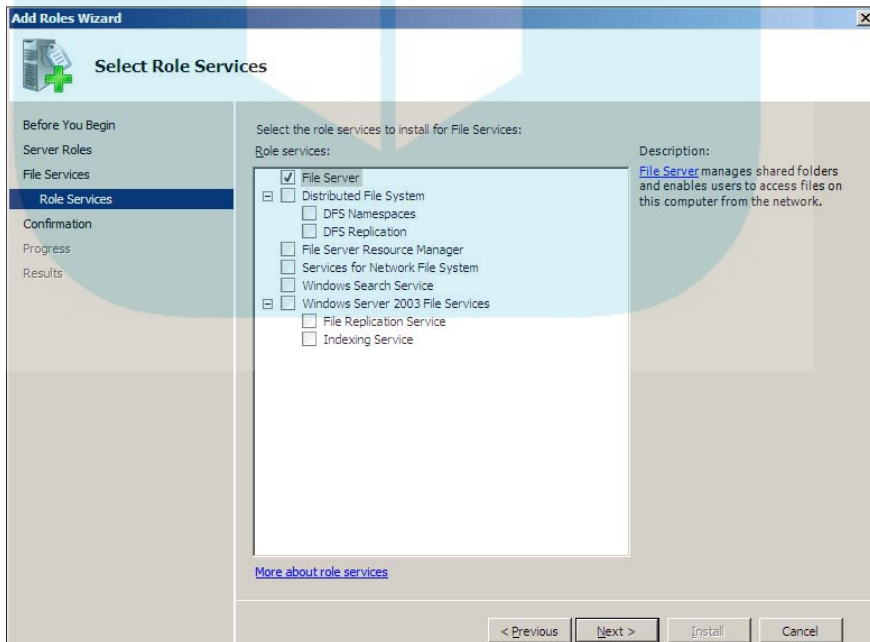 Add Roles Wizard
Select Role Services
Before You Begin
Server Roles
File Services
Role Services
Confirmation
Progress
Results
Select the role services to install for File Services:
Role services:
File Server
Distributed File System
DFS Namespaces
DFS Replication
File Server Resource Manager
Services for Network File System
Windows Search Service
Windows Server 2003 File Services
File Replication Service
Indexing Service
More about role services
Description:
File Server manages shared folders
and enables users to access files on
this computer from the network.
< Previous
Next >
Install
Cancel